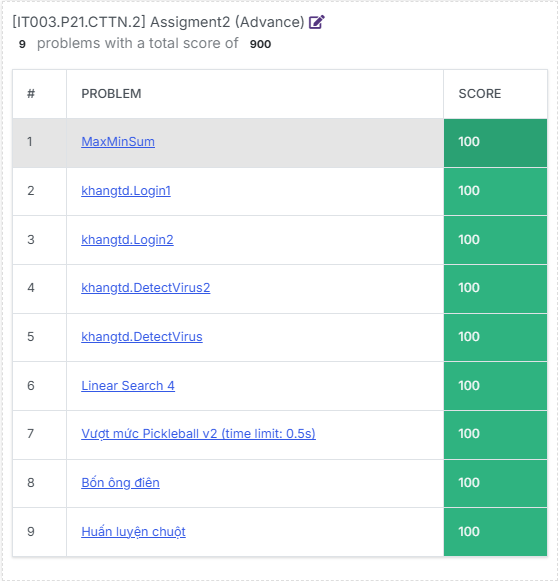 [IT003.P21.CTTN.2] Assigment2 (Advance)
9 problems with a total score of 900
# PROBLEM SCORE
1 MaxMinSum 100
2 khangtd.Login1 100
3 khangtd.Login2 100
4 khangtd.DetectVirus2 100
5 khangtd.DetectVirus 100
6 Linear Search 4 100
7 Vượt mức Pickleball v2 (time limit: 0.5s) 100
8 Bốn ông điên 100
9 Huấn luyện chuột 100